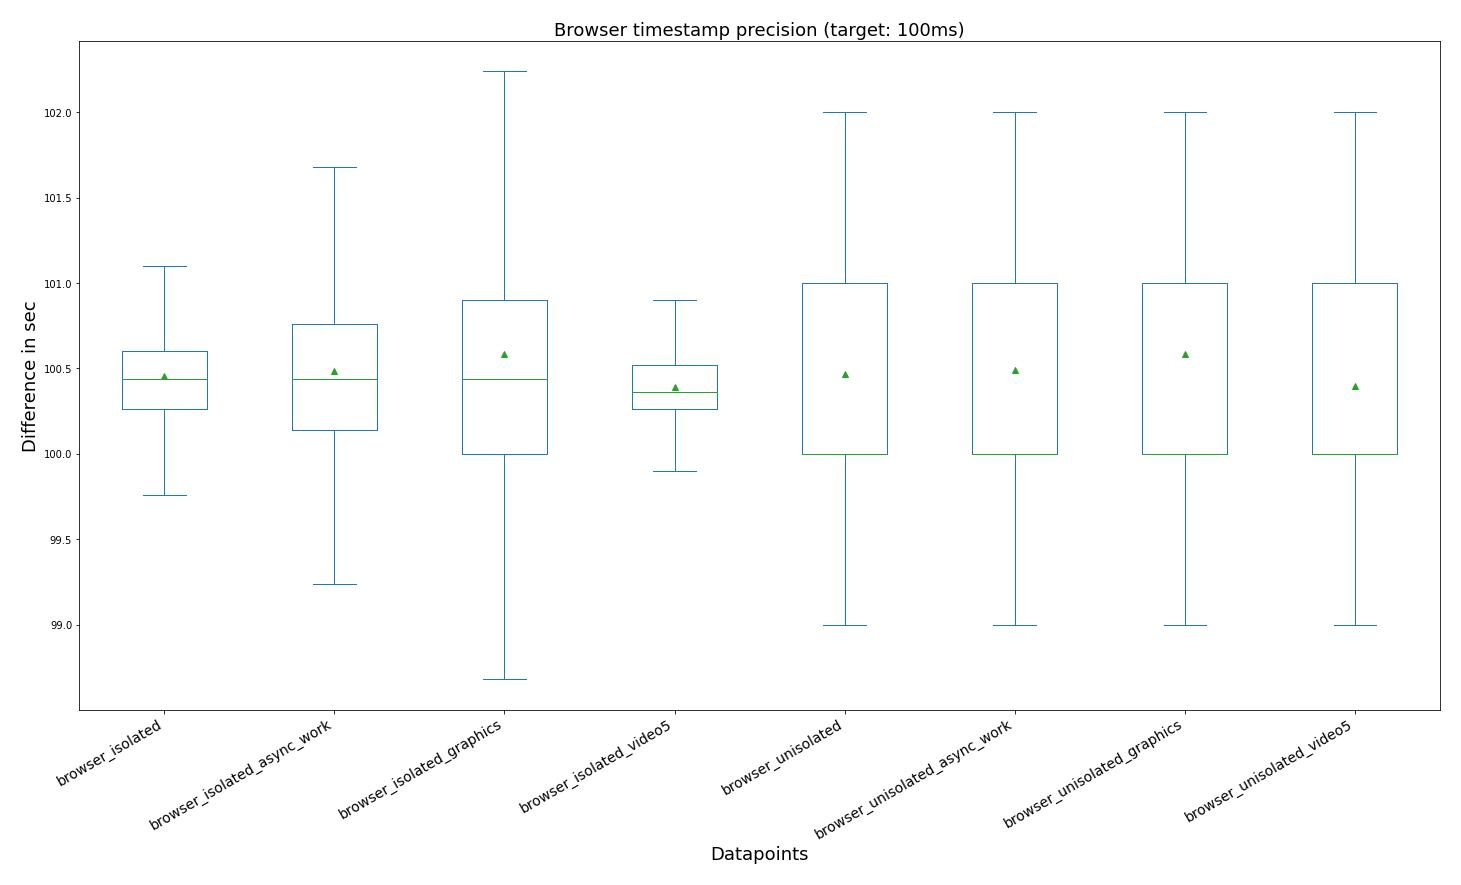 Browser timestamp precision (target: 100ms)
102.0
101.5
101.0
100.5
100.0
99.5
99.0
Difference in sec
browser_isolated
browser_isolated_async_work
browser_isolated_graphics
browser_isolated_video5
browser_unisolated
browser_unisolated_async_work
browser_unisolated_graphics
browser_unisolated_video5
Datapoints